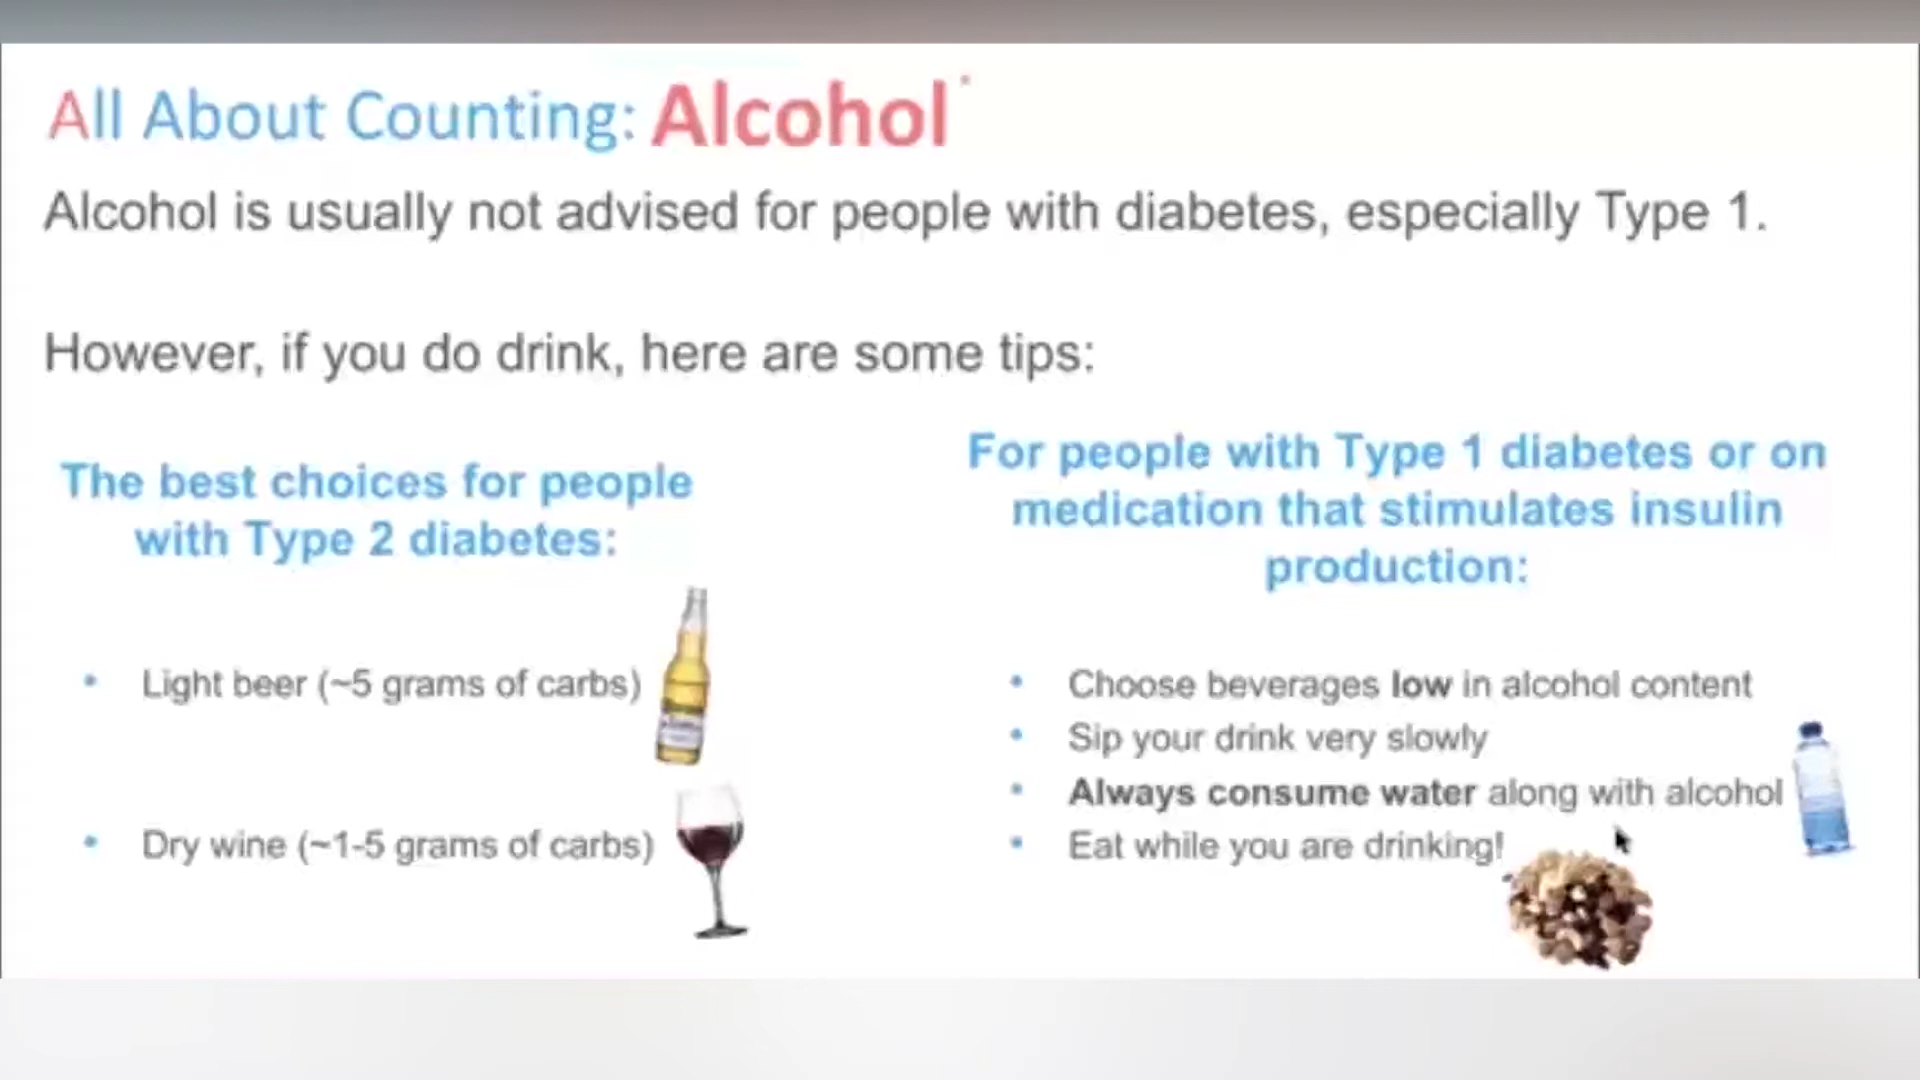 All About Counting: Alcohol
Alcohol is usually not advised for people with diabetes, especially Type 1.
However, if you do drink, here are some tips:
The best choices for people
with Type 2 diabetes:
• Light beer (~5 grams of carbs)
• Dry wine (~1-5 grams of carbs)
For people with Type 1 diabetes or on
medication that stimulates insulin
production:
• Choose beverages low in alcohol content
• Sip your drink very slowly
• Always consume water along with alcohol
• Eat while you are drinking!